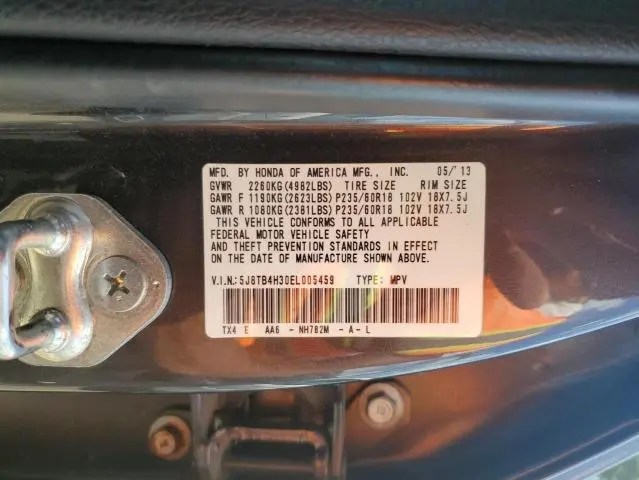 MFD. BY HONDA OF AMERICA MFG., INC. 05/'13
GVWR 2260KG(4982LBS) TIRE SIZE RIM SIZE
GAWR F 1190KG(2623LBS) P235/60R18 102V 18X7.5J
GAWR R 1080KG(2381LBS) P235/60R18 102V 18X7.5J
THIS VEHICLE CONFORMS TO ALL APPLICABLE
FEDERAL MOTOR VEHICLE SAFETY
AND THEFT PREVENTION STANDARDS IN EFFECT
ON THE DATE OF MANUFACTURE SHOWN ABOVE.
V.I.N:5J8TB4H30EL005459 TYPE: MPV
TX4 E AA6 - NH782M - A - L